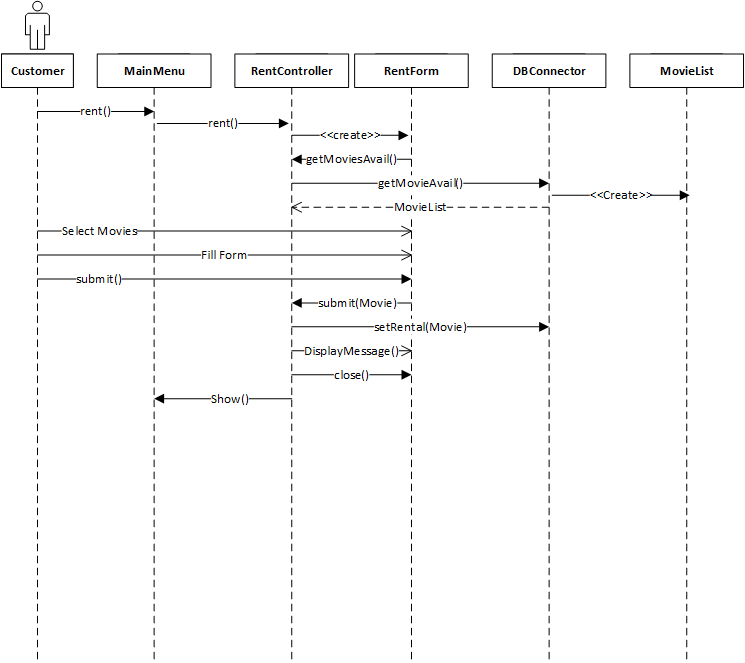 Customer
MainMenu
RentController
RentForm
DBConnector
MovieList
rent()
rent()
<<create>>
getMoviesAvail()
getMovieAvail()
<<Create>>
MovieList
Select Movies
Fill Form
submit()
submit(Movie)
setRental(Movie)
DisplayMessage()
close()
Show()